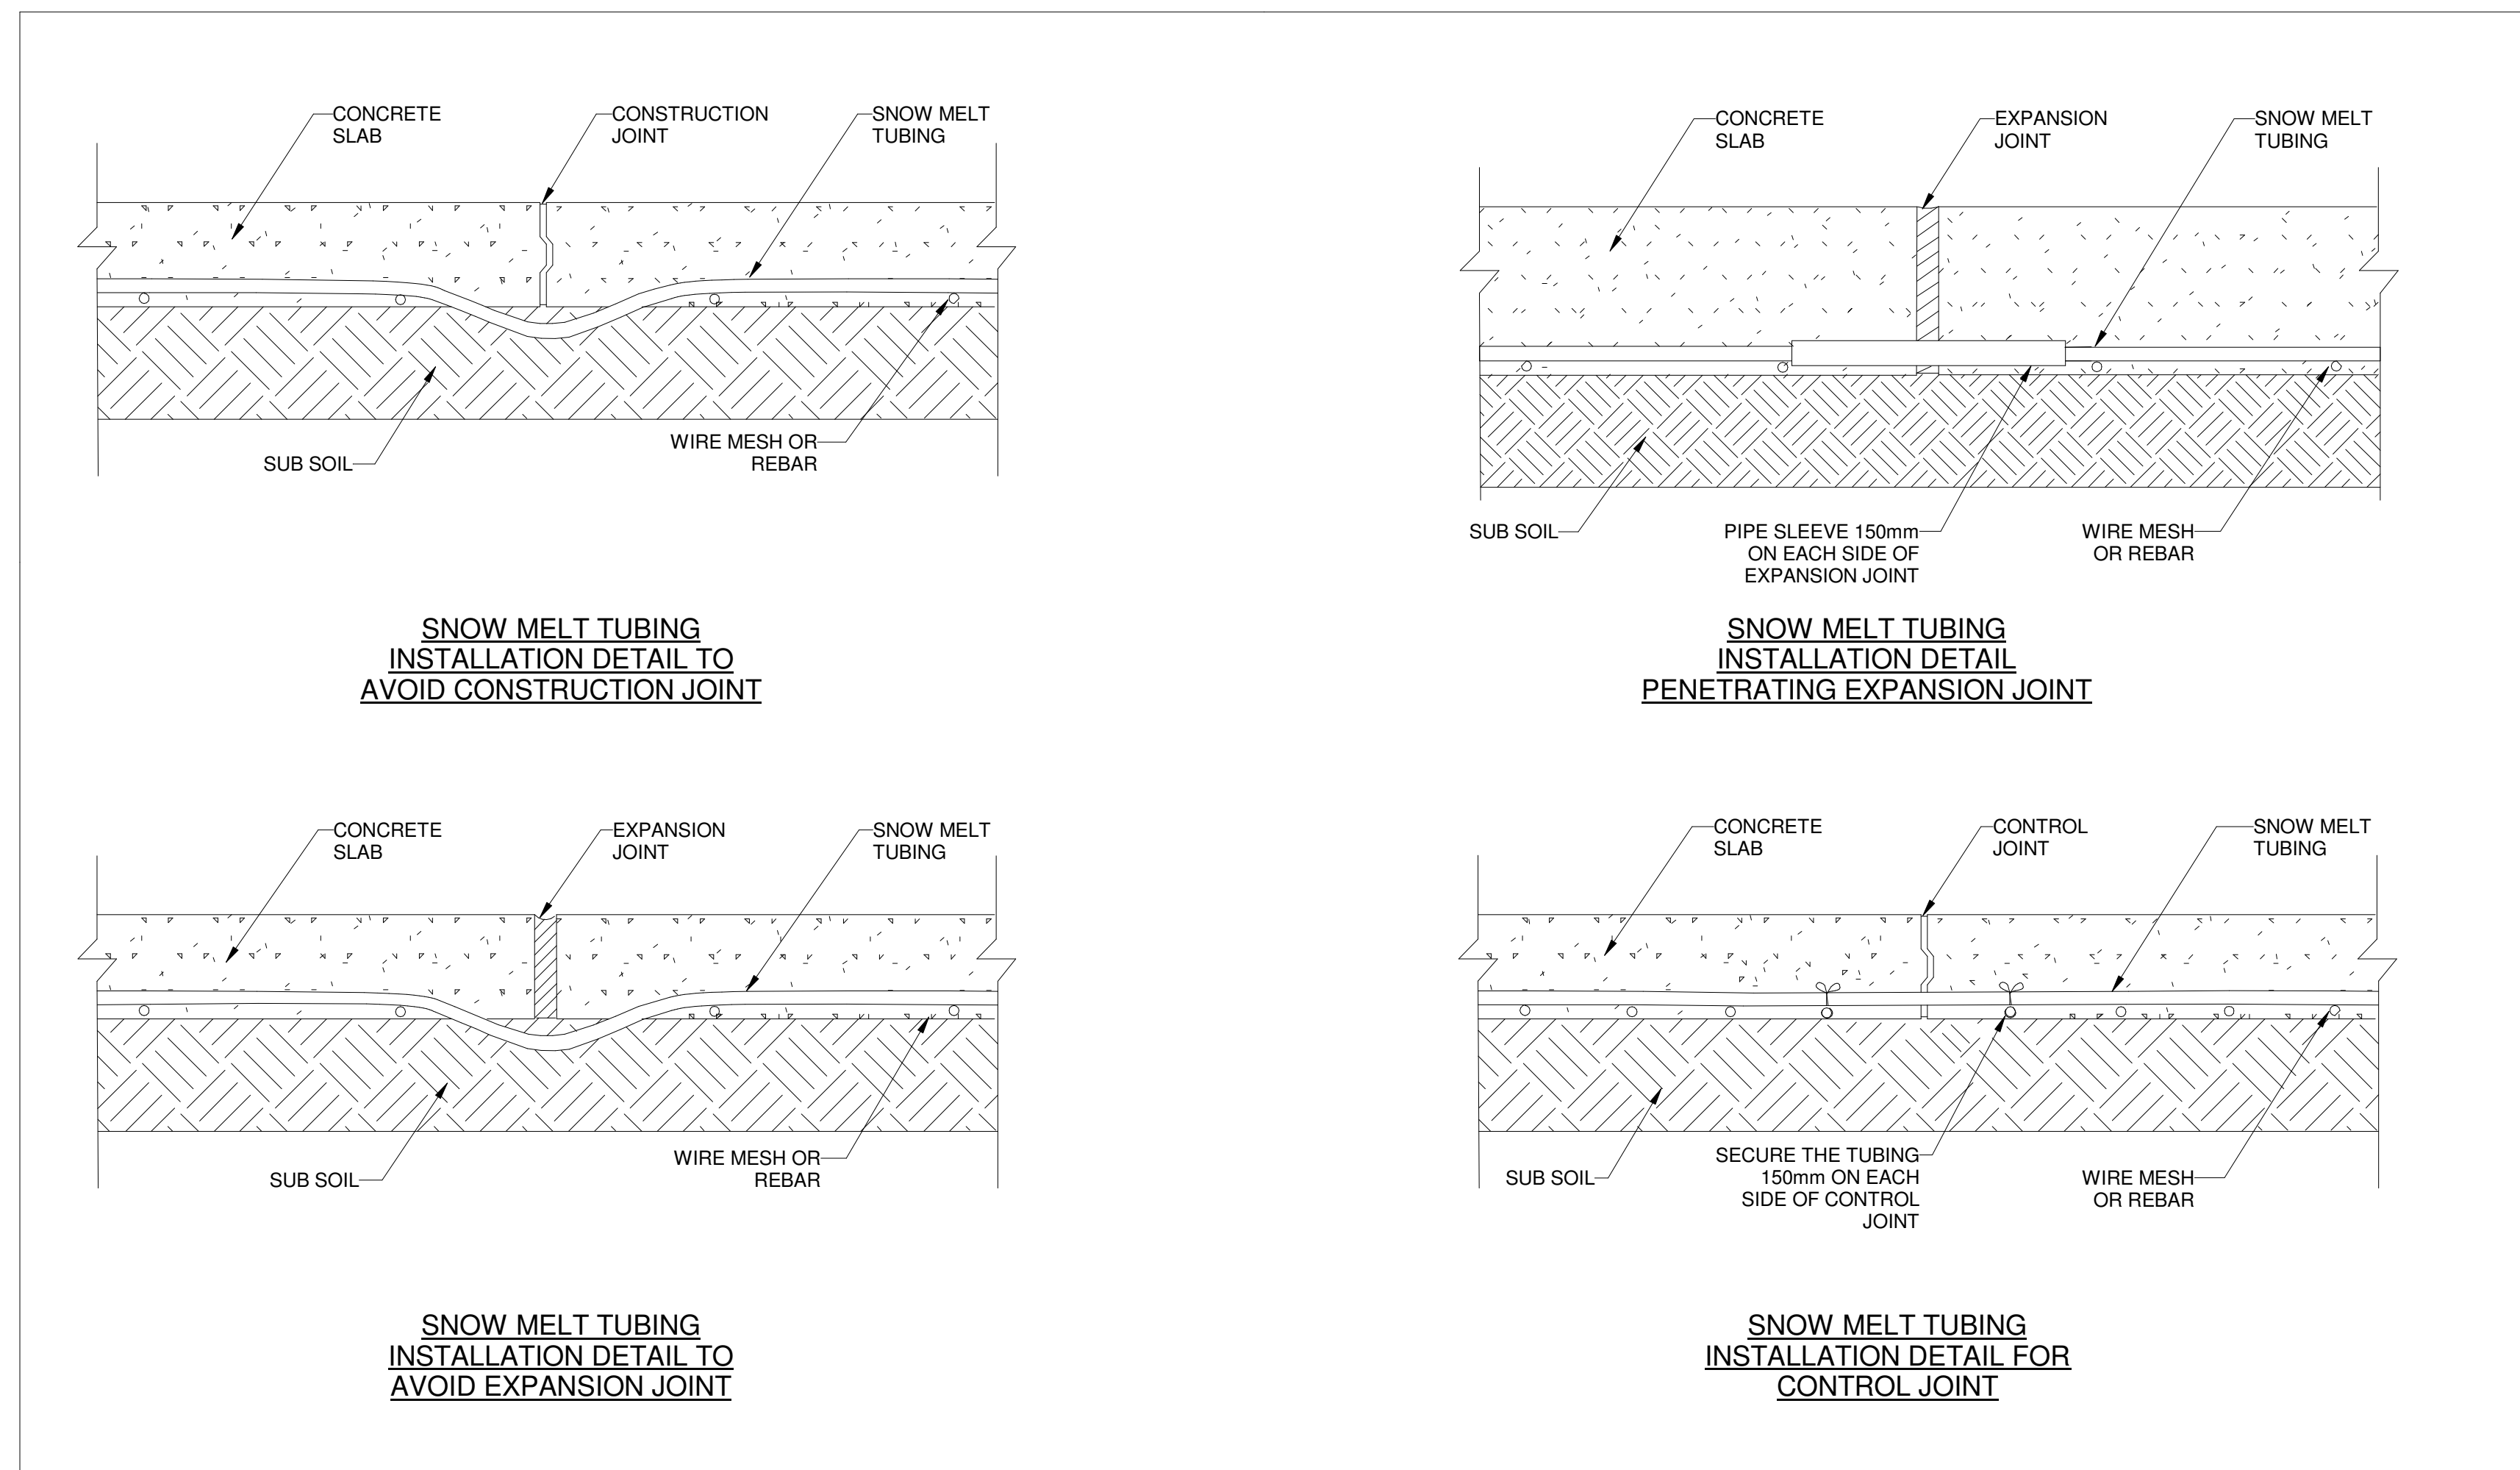 CONCRETE
SLAB
CONSTRUCTION
JOINT
SNOW MELT
TUBING
WIRE MESH OR
REBAR
SUB SOIL
SNOW MELT TUBING
INSTALLATION DETAIL TO
AVOID CONSTRUCTION JOINT
CONCRETE
SLAB
EXPANSION
JOINT
SNOW MELT
TUBING
SUB SOIL
PIPE SLEEVE 150mm
ON EACH SIDE OF
EXPANSION JOINT
WIRE MESH
OR REBAR
SNOW MELT TUBING
INSTALLATION DETAIL
PENETRATING EXPANSION JOINT
CONCRETE
SLAB
EXPANSION
JOINT
SNOW MELT
TUBING
WIRE MESH OR
REBAR
SUB SOIL
SNOW MELT TUBING
INSTALLATION DETAIL TO
AVOID EXPANSION JOINT
CONCRETE
SLAB
CONTROL
JOINT
SNOW MELT
TUBING
SUB SOIL
SECURE THE TUBING
150mm ON EACH
SIDE OF CONTROL
JOINT
WIRE MESH
OR REBAR
SNOW MELT TUBING
INSTALLATION DETAIL FOR
CONTROL JOINT